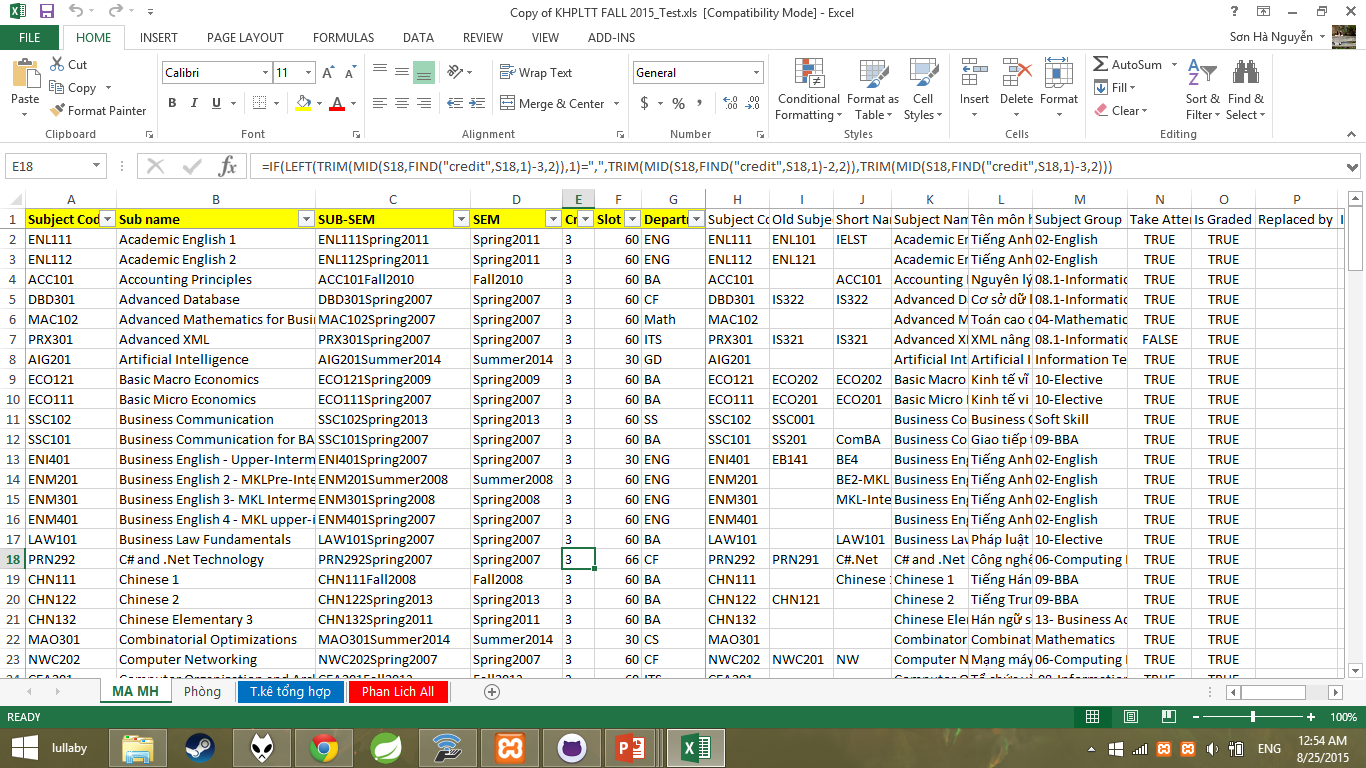 Copy of KHPLTT FALL 2015_Test.xls [Compatibility Mode] - Excel
FILE HOME INSERT PAGE LAYOUT FORMULAS DATA REVIEW VIEW ADD-INS Sơn Hà Nguyễn
Paste Cut Copy Format Painter Clipboard
Calibri 11 B I U Font
Wrap Text Merge & Center Alignment
General $ % , Number
Conditional Formatting Format as Table Cell Styles Styles
Insert Delete Format Cells
AutoSum Fill Clear Sort & Filter Find & Select Editing
E18 fx =IF(LEFT(TRIM(MID(S18,FIND("credit",S18,1)-3,2)),1)=",",TRIM(MID(S18,FIND("credit",S18,1)-2,2)),TRIM(MID(S18,FIND("credit",S18,1)-3,2)))
A B C D E F G H I J K L M N O P
1 Subject Cod Sub name SUB-SEM SEM Cr Slot Departr Subject Co Old Subje Short Nar Subject Nam Tên môn h Subject Group Take Atter Is Graded Replaced by I
2 ENL111 Academic English 1 ENL111Spring2011 Spring2011 3 60 ENG ENL111 ENL101 IELST Academic En Tiếng Anh 02-English TRUE TRUE
3 ENL112 Academic English 2 ENL112Spring2011 Spring2011 3 60 ENG ENL112 ENL121 Academic En Tiếng Anh 02-English TRUE TRUE
4 ACC101 Accounting Principles ACC101Fall2010 Fall2010 3 60 BA ACC101 ACC101 Accounting Nguyên lý 08.1-Informatic TRUE TRUE
5 DBD301 Advanced Database DBD301Spring2007 Spring2007 3 60 CF DBD301 IS322 IS322 Advanced D Cơ sở dữ l 08.1-Informatic TRUE TRUE
6 MAC102 Advanced Mathematics for Busi MAC102Spring2007 Spring2007 3 60 Math MAC102 Advanced M Toán cao c 04-Mathematic TRUE TRUE
7 PRX301 Advanced XML PRX301Spring2007 Spring2007 3 60 ITS PRX301 IS321 IS321 Advanced X XML nâng 08.1-Informatic FALSE TRUE
8 AIG201 Artificial Intelligence AIG201Summer2014 Summer2014 3 30 GD AIG201 Artificial Int Artificial I Information Te TRUE TRUE
9 ECO121 Basic Macro Economics ECO121Spring2009 Spring2009 3 60 BA ECO121 ECO202 ECO202 Basic Macro Kinh tế vĩ 10-Elective TRUE TRUE
10 ECO111 Basic Micro Economics ECO111Spring2007 Spring2007 3 60 BA ECO111 ECO201 ECO201 Basic Micro Kinh tế vi 10-Elective TRUE TRUE
11 SSC102 Business Communication SSC102Spring2013 Spring2013 3 60 SS SSC102 SSC001 Business Co Business C Soft Skill TRUE TRUE
12 SSC101 Business Communication for BA SSC101Spring2007 Spring2007 3 60 BA SSC101 SS201 ComBA Business Co Giao tiếp t 09-BBA TRUE TRUE
13 ENI401 Business English - Upper-Interm ENI401Spring2007 Spring2007 3 30 ENG ENI401 EB141 BE4 Business Eng Tiếng Anh 02-English TRUE TRUE
14 ENM201 Business English 2 - MKLPre-Inte ENM201Summer2008 Summer2008 3 60 ENG ENM201 BE2-MKL Business Eng Tiếng Anh 02-English TRUE TRUE
15 ENM301 Business English 3- MKL Interme ENM301Spring2008 Spring2008 3 60 ENG ENM301 MKL-Inte Business Eng Tiếng Anh 02-English TRUE TRUE
16 ENM401 Business English 4 - MKL upper-i ENM401Spring2007 Spring2007 3 60 ENG ENM401 Business Eng Tiếng Anh 02-English TRUE TRUE
17 LAW101 Business Law Fundamentals LAW101Spring2007 Spring2007 3 60 BA LAW101 LAW101 Business Lav Pháp luật 10-Elective TRUE TRUE
18 PRN292 C# and .Net Technology PRN292Spring2007 Spring2007 3 66 CF PRN292 PRN291 C#.Net C# and .Net Công nghệ 06-Computing TRUE TRUE
19 CHN111 Chinese 1 CHN111Fall2008 Fall2008 3 60 BA CHN111 Chinese Chinese 1 Tiếng Hán 09-BBA TRUE TRUE
20 CHN122 Chinese 2 CHN122Spring2013 Spring2013 3 60 BA CHN122 CHN121 Chinese 2 Tiếng Trun 09-BBA TRUE TRUE
21 CHN132 Chinese Elementary 3 CHN132Spring2011 Spring2011 3 60 BA CHN132 Chinese Eler Hán ngữ s 13- Business Ac TRUE TRUE
22 MAO301 Combinatorial Optimizations MAO301Summer2014 Summer2014 3 30 CS MAO301 Combinator Combinat Mathematics TRUE TRUE
23 NWC202 Computer Networking NWC202Spring2007 Spring2007 3 60 CF NWC202 NWC201 NW Computer N Mạng máy 06-Computing TRUE TRUE
MA MH Phòng T.kê tổng hợp Phan Lich All
READY 100%
lullaby ENG 12:54 AM
8/25/2015